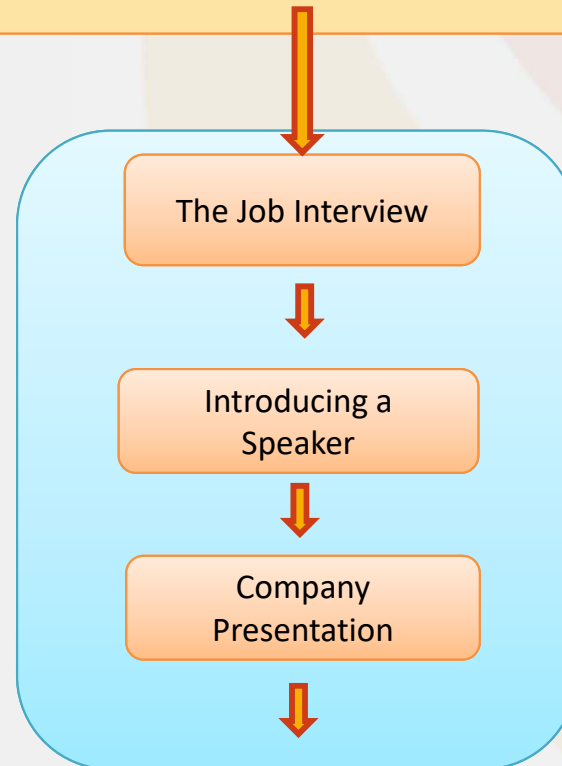 The Job Interview
Introducing a
Speaker
Company
Presentation